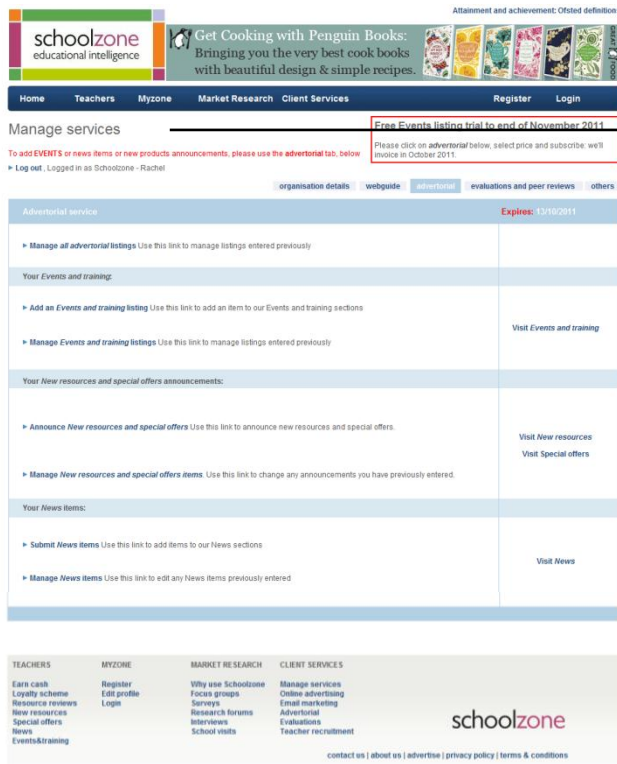 Attainment and achievement: Ofsted definition
schoolzone
educational intelligence
Get Cooking with Penguin Books:
Bringing you the very best cook books
with beautiful design & simple recipes.
GREAT FOOD
Home Teachers Myzone Market Research Client Services Register Login
Manage services
Free Events listing trial to end of November 2011
Please click on advertorial below, select price and subscribe: we'll
invoice in October 2011.
To add EVENTS or news items or new products announcements, please use the advertorial tab, below
Log out , Logged in as Schoolzone - Rachel
organisation details webguide advertorial evaluations and peer reviews others
Advertorial service Expires: 13/10/2011
Manage all advertorial listings Use this link to manage listings entered previously
Your Events and training:
Add an Events and training listing Use this link to add an item to our Events and training sections
Visit Events and training
Manage Events and training listings Use this link to manage listings entered previously
Your New resources and special offers announcements:
Announce New resources and special offers Use this link to announce new resources and special offers.
Visit New resources
Visit Special offers
Manage New resources and special offers items. Use this link to change any announcements you have previously entered.
Your News items:
Submit News items Use this link to add items to our News sections
Visit News
Manage News items Use this link to edit any News items previously entered
TEACHERS MYZONE MARKET RESEARCH CLIENT SERVICES
Earn cash Register Why use Schoolzone Manage services
Loyalty scheme Edit profile Focus groups Online advertising
Resource reviews Login Surveys Email marketing
New resources Research forums Advertorial
Special offers Interviews Evaluations
News School visits Teacher recruitment
Events&training
schoolzone
contact us | about us | advertise | privacy policy | terms & conditions